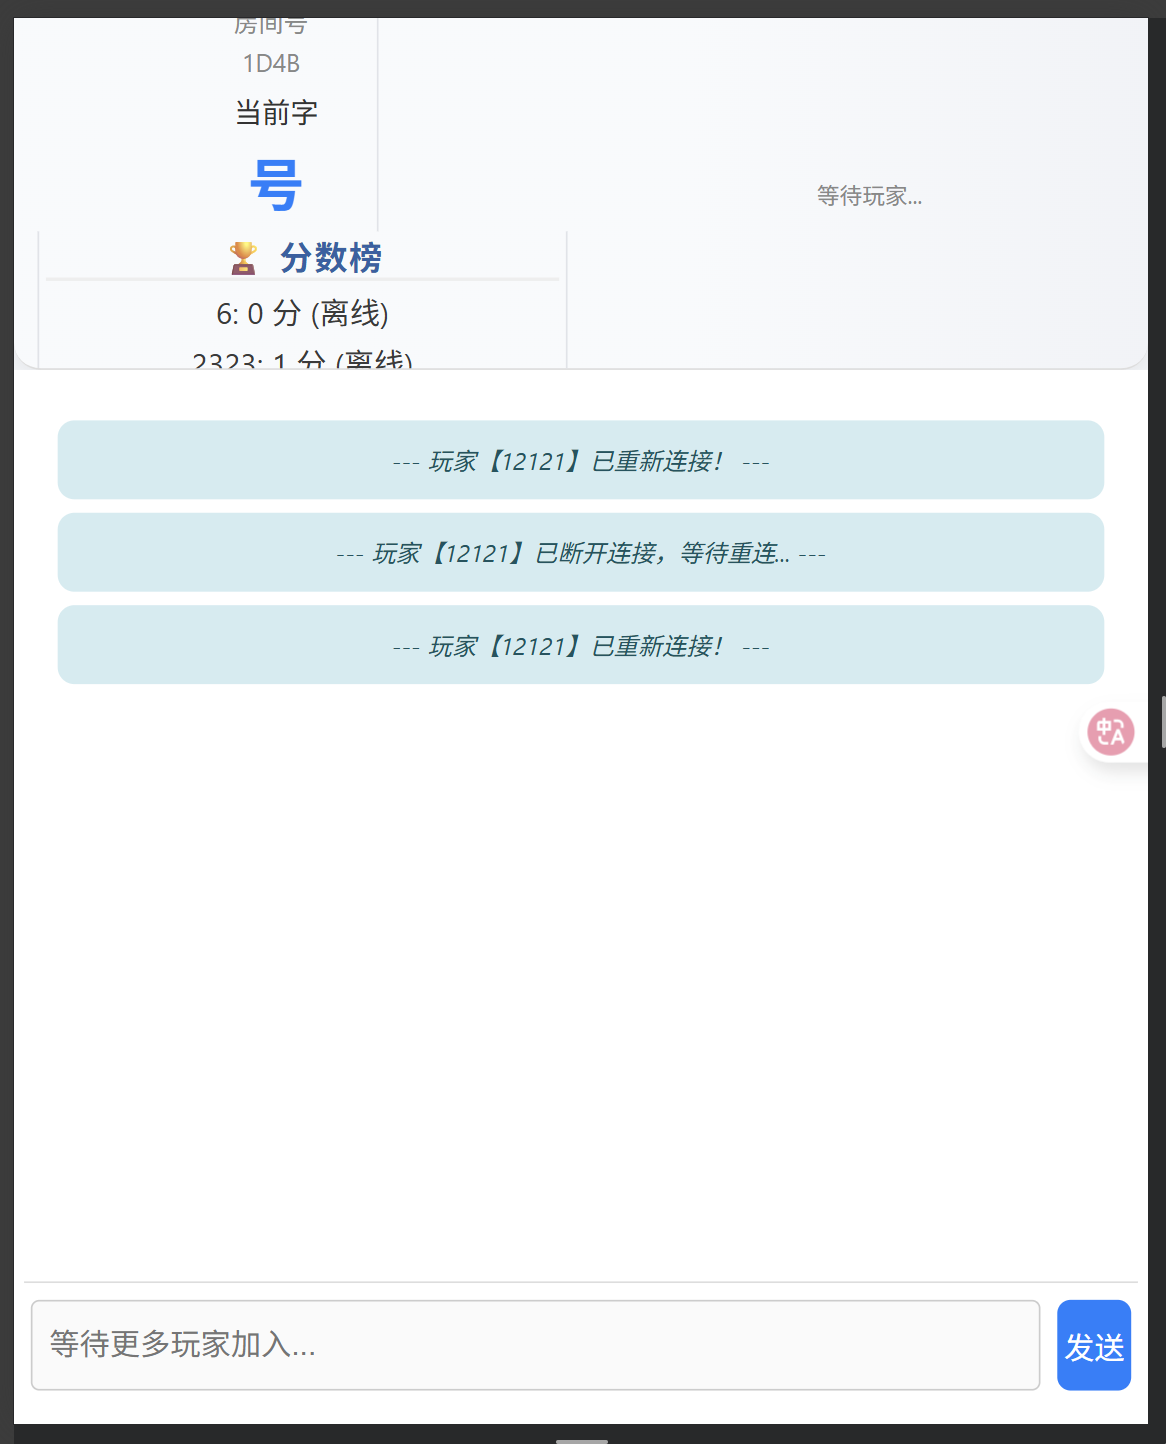 房间号
1D4B
当前字
号
等待玩家...
🏆 分数榜
6: 0 分 (离线)
2323: 1 分 (离线)
--- 玩家【12121】已重新连接！ ---
--- 玩家【12121】已断开连接，等待重连... ---
--- 玩家【12121】已重新连接！ ---
中A
等待更多玩家加入...
发送